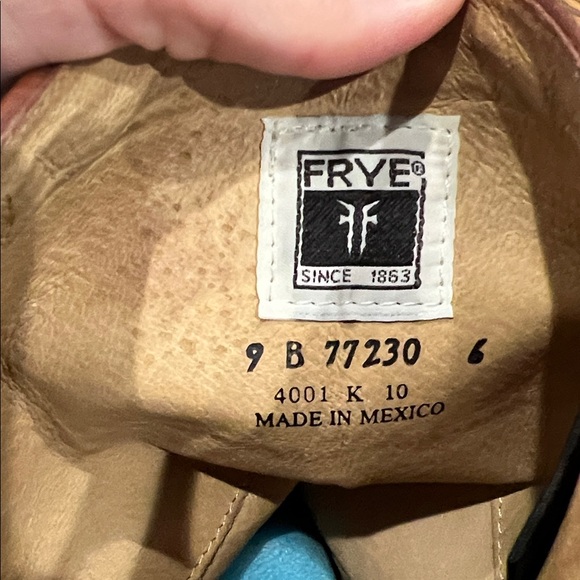 FRYE®
SINCE 1863
9 B 77230 6
4001 K 10
MADE IN MEXICO